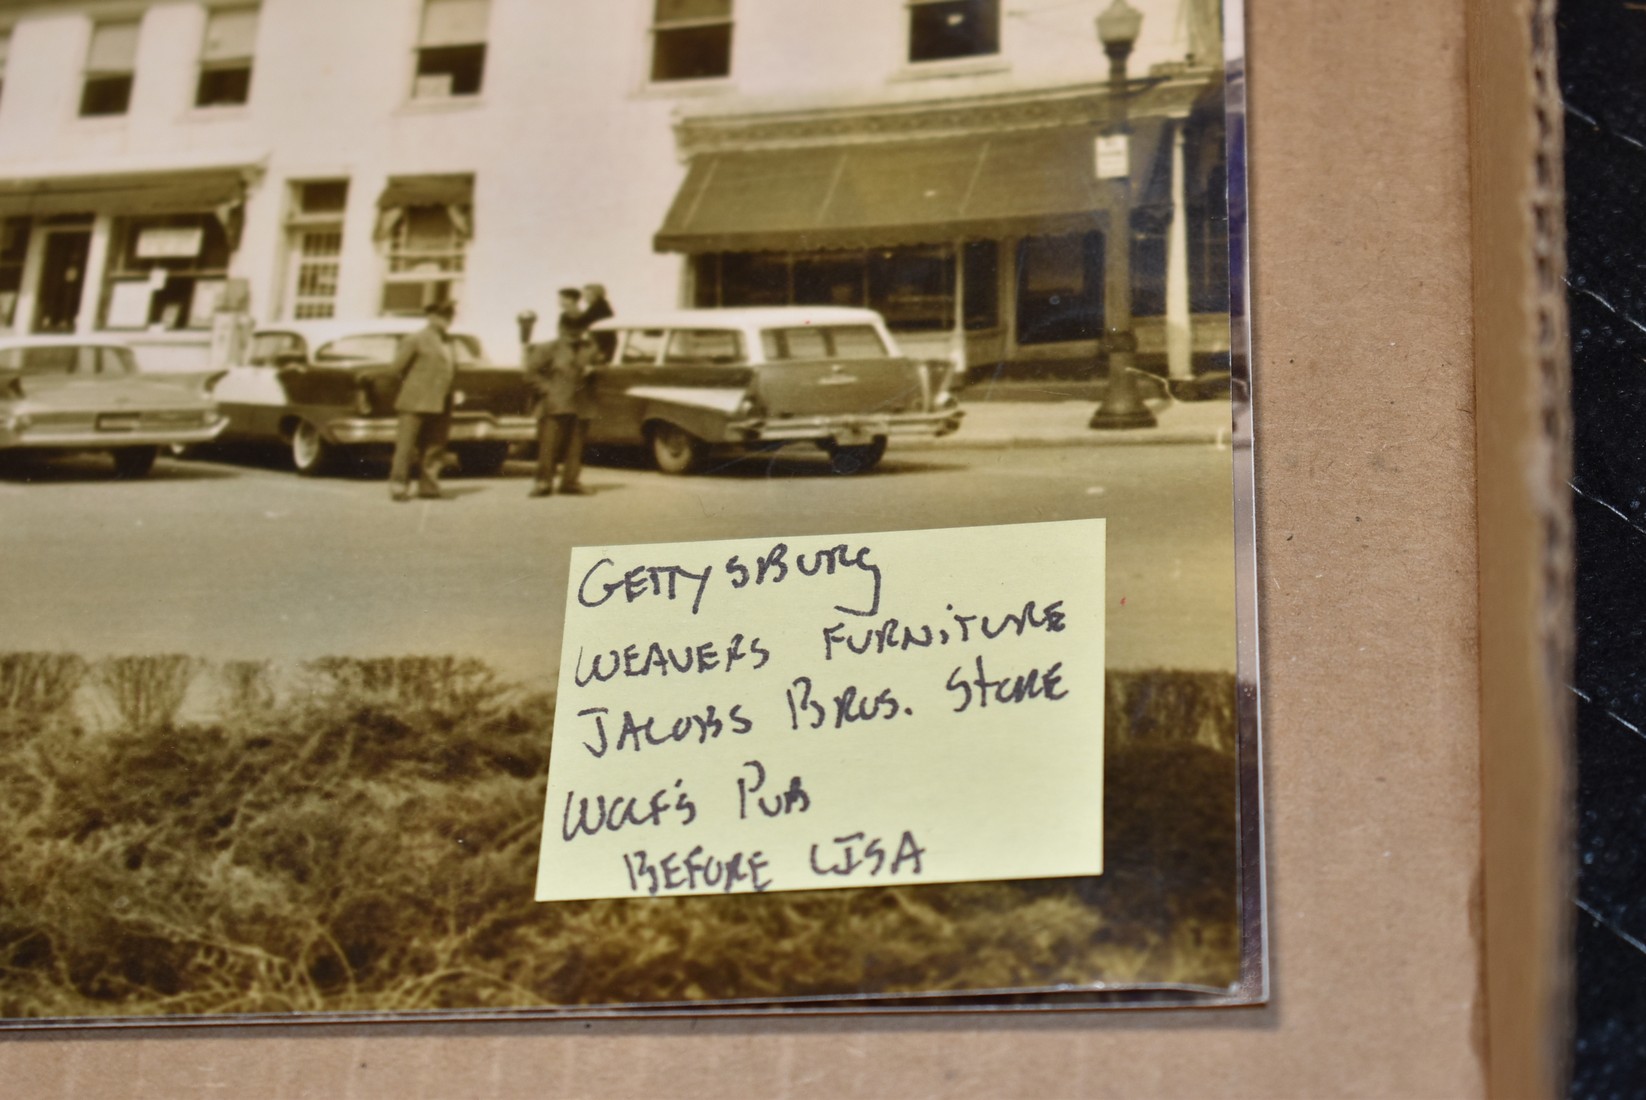 GETTYSBURG
WEAVERS FURNITURE
JACOBS BROS. STORE
WOLF'S PUB
BEFORE LISA